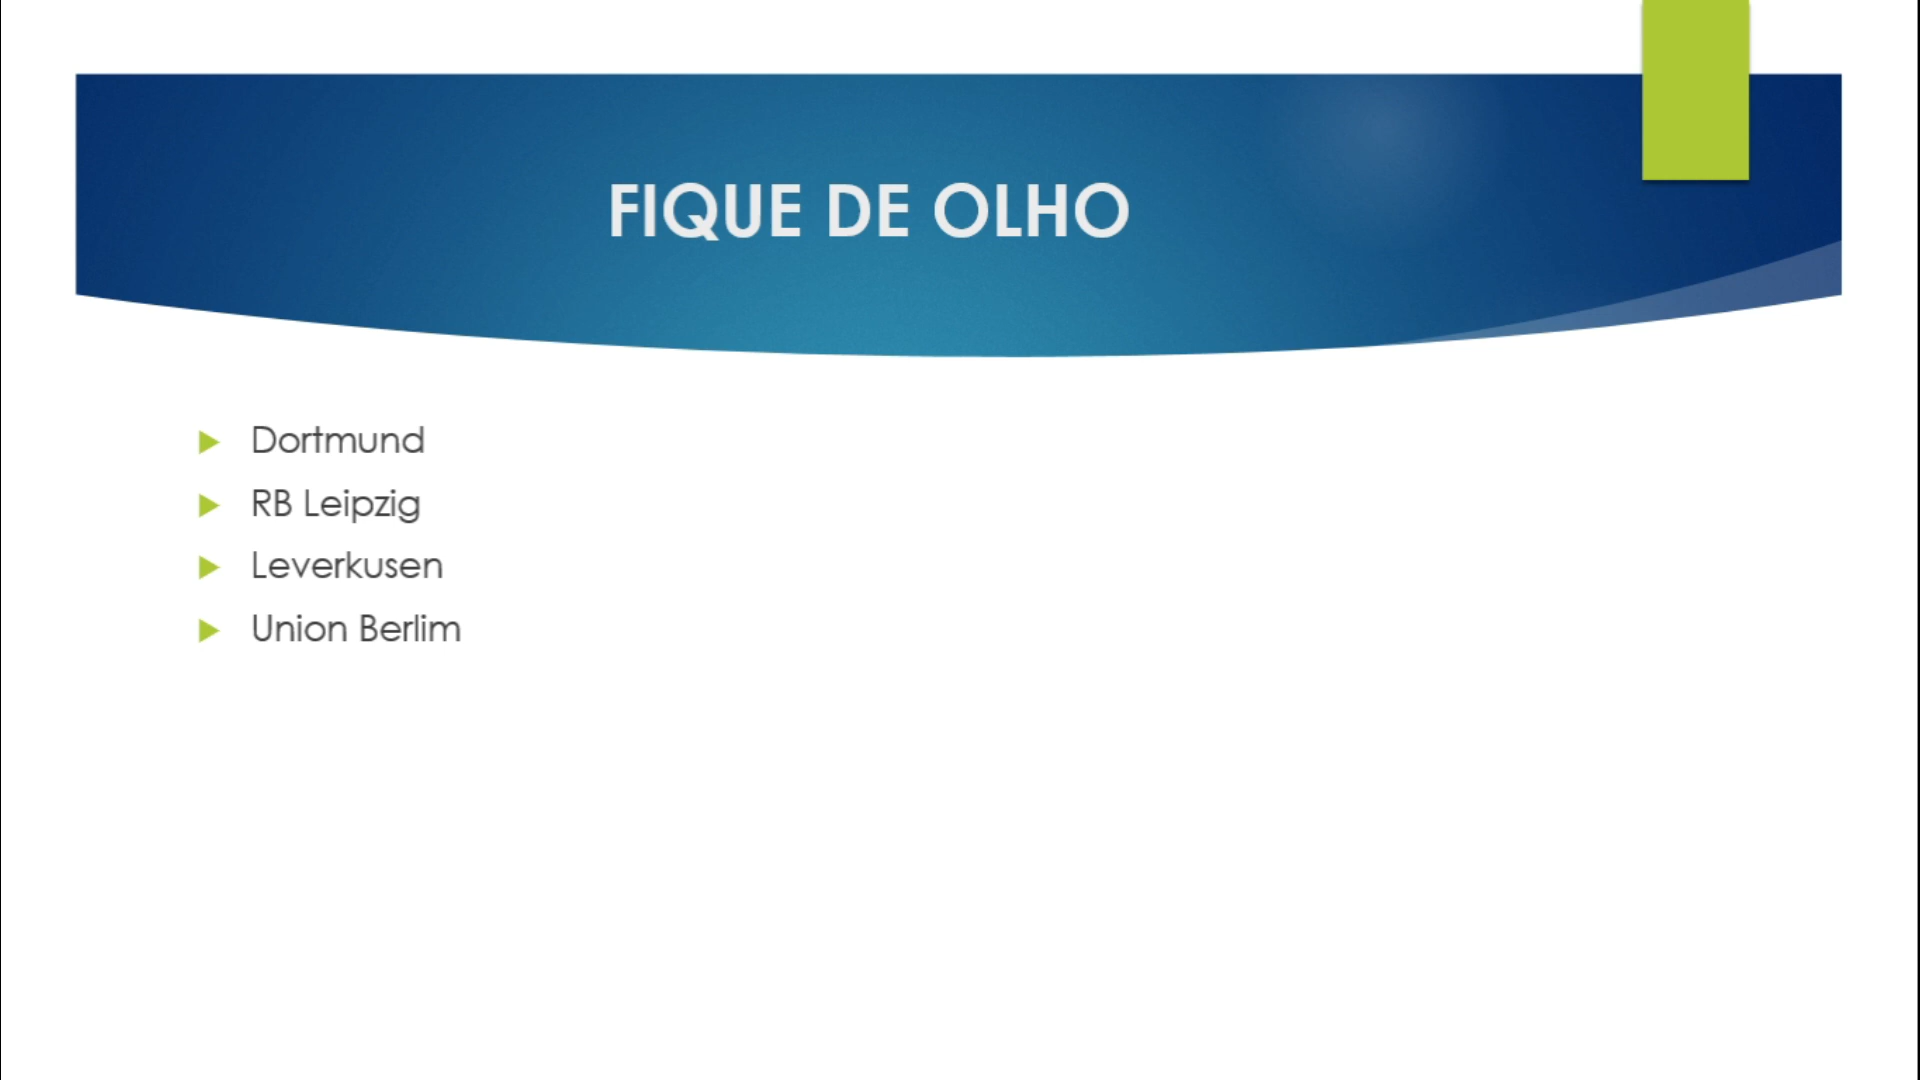 FIQUE DE OLHO
Dortmund
RB Leipzig
Leverkusen
Union Berlim